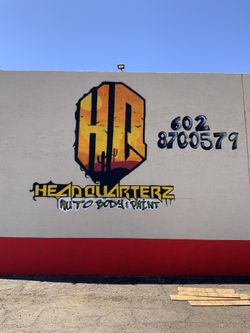 HQ
602
8700579
HEADQUARTERZ
AUTO BODY & PAINT